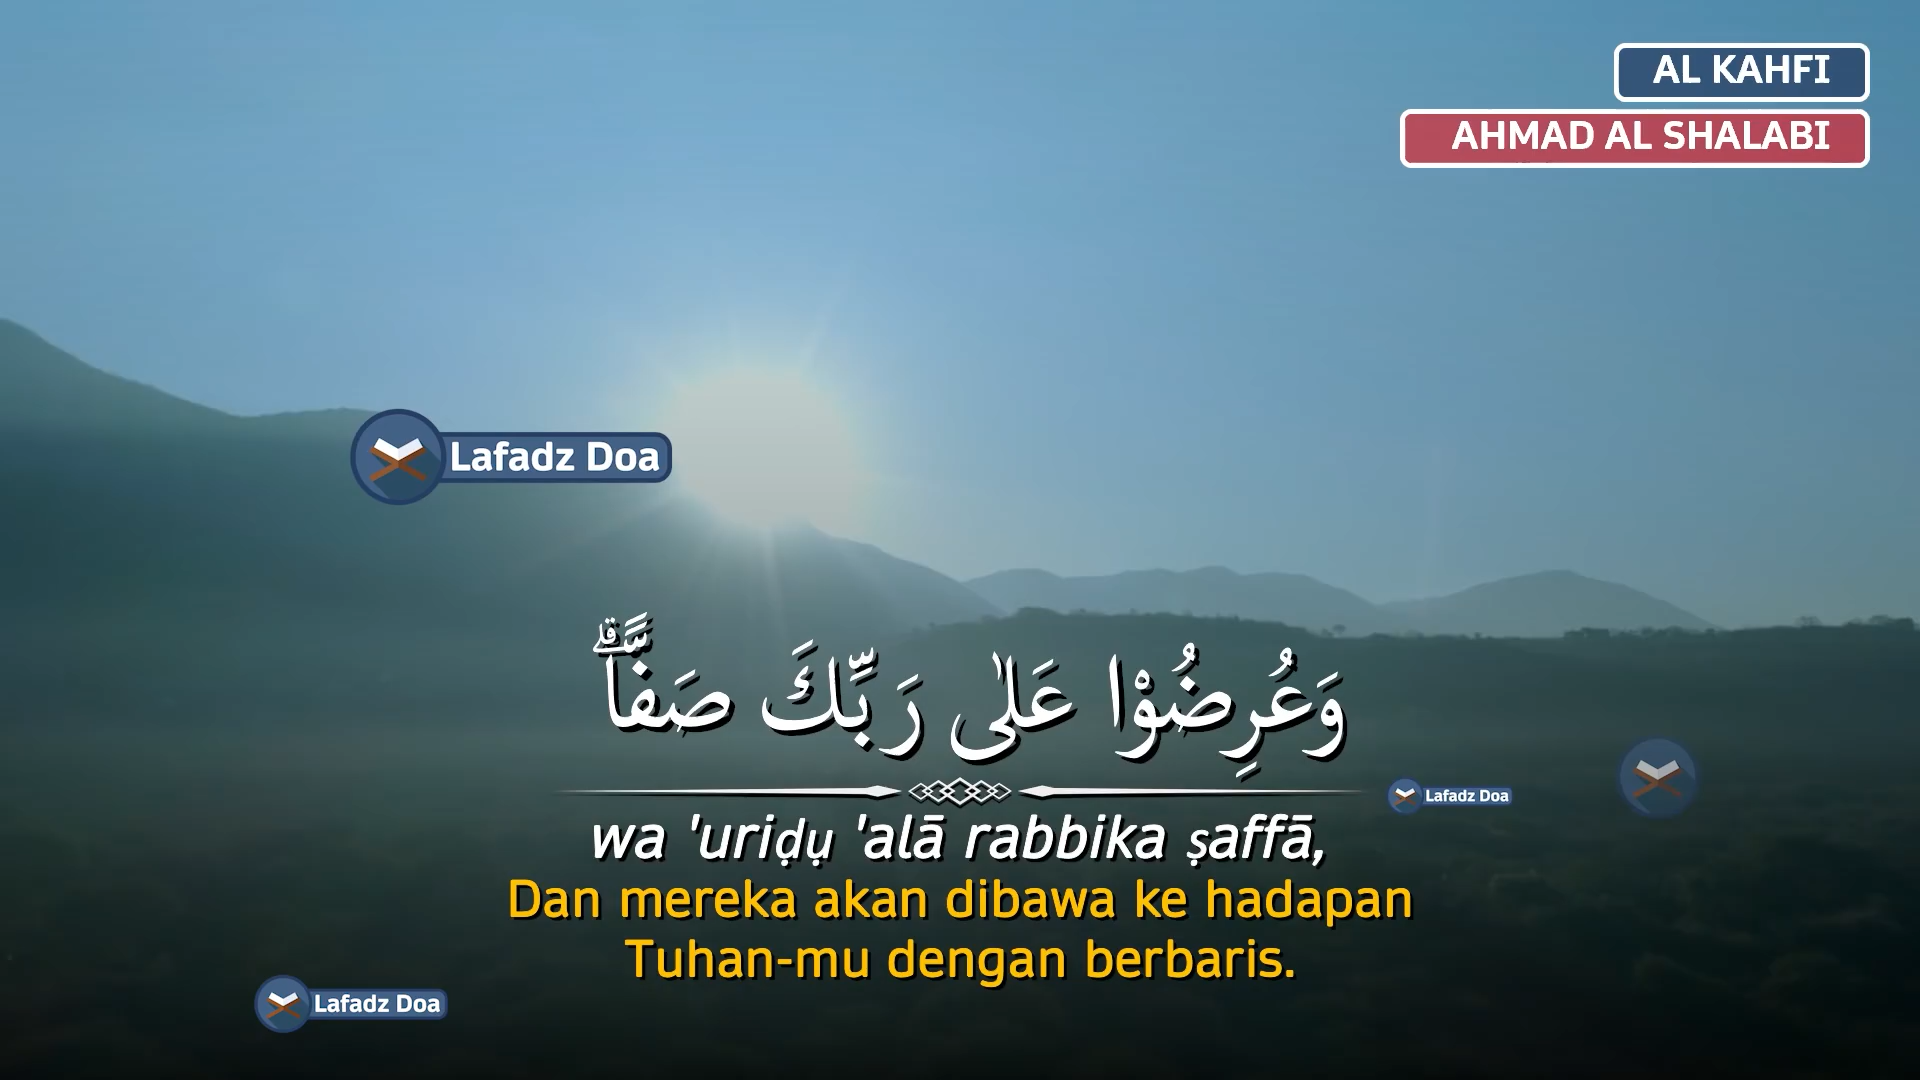 AL KAHFI
AHMAD AL SHALABI
Lafadz Doa
وَعُرِضُوْا عَلٰى رَبِّكَ صَفًّاۗ
Lafadz Doa
wa 'uriḍụ 'alā rabbika ṣaffā,
Dan mereka akan dibawa ke hadapan
Tuhan-mu dengan berbaris.
Lafadz Doa